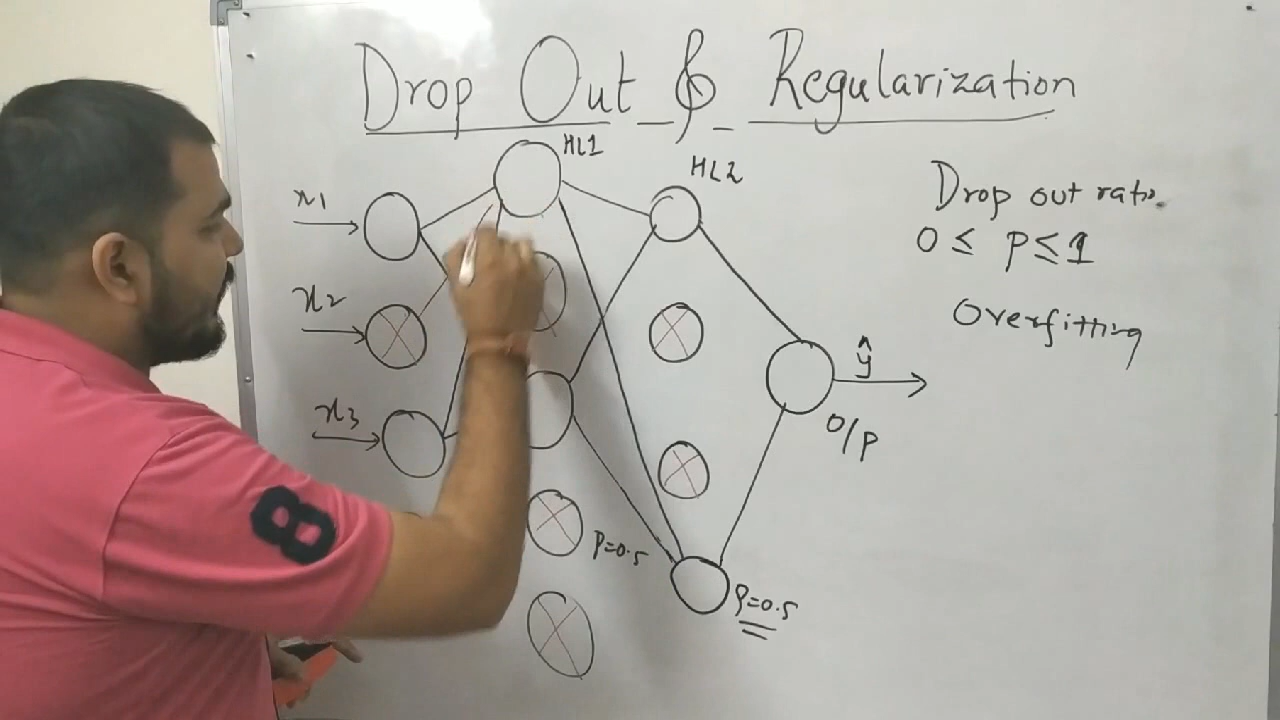 Drop Out & Regularization
HL1
HL2
x1
x2
x3
Drop out ratio
0 ≤ p ≤ 1
Overfitting
ŷ
O/P
p=0.5
p=0.5
8